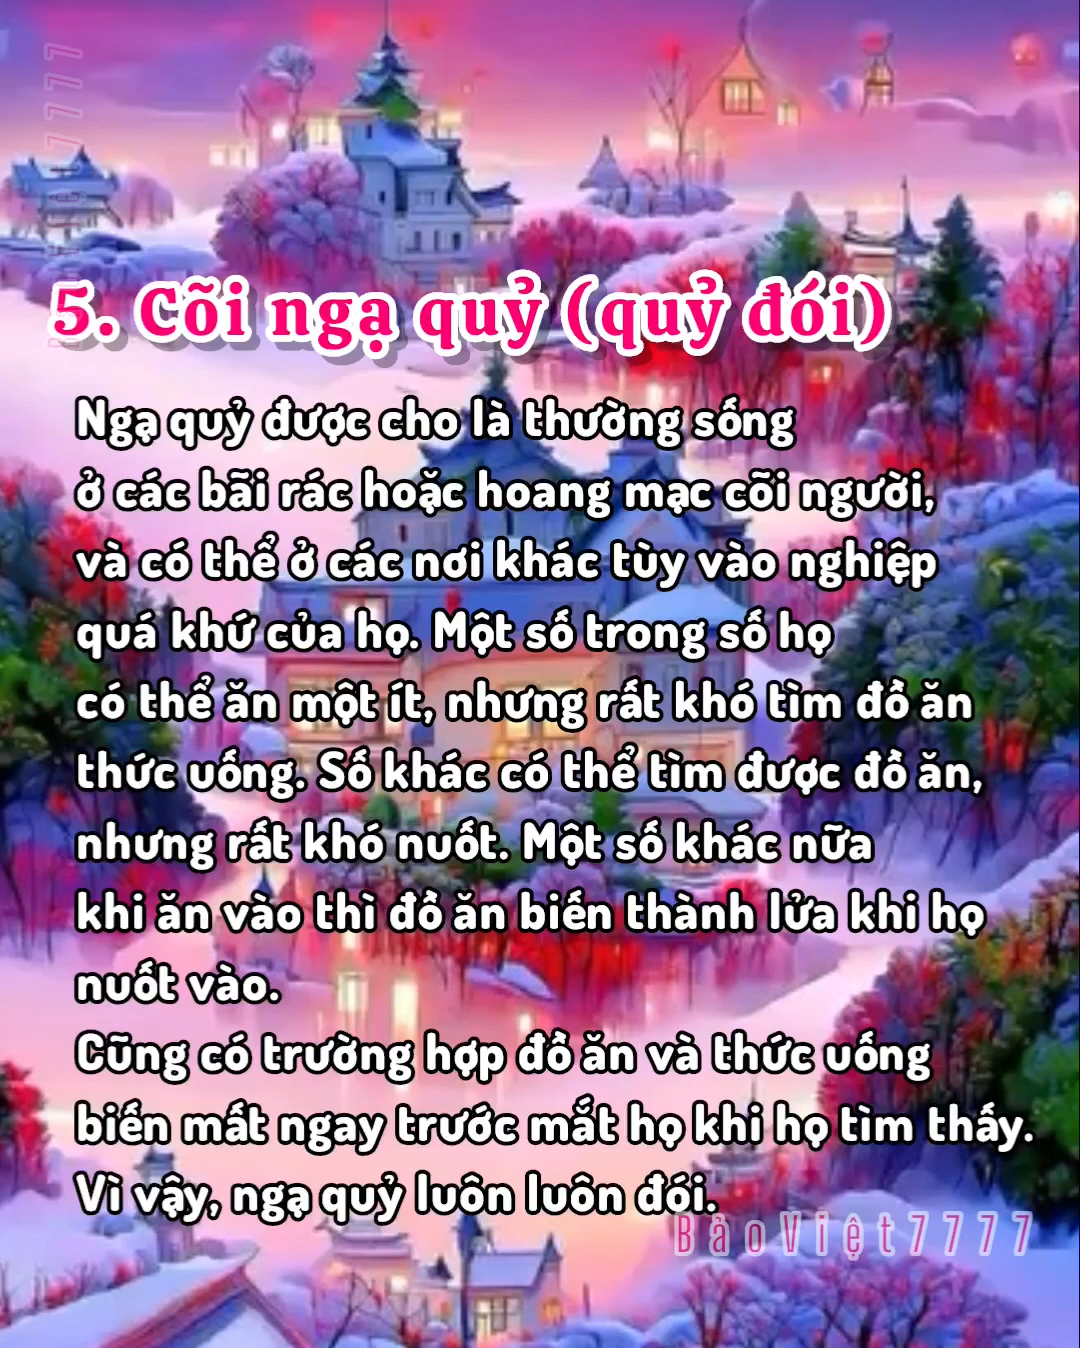 5. Cõi ngạ quỷ (quỷ đói)
Ngạ quỷ được cho là thường sống
ở các bãi rác hoặc hoang mạc cõi người,
và có thể ở các nơi khác tùy vào nghiệp
quá khứ của họ. Một số trong số họ
có thể ăn một ít, nhưng rất khó tìm đồ ăn
thức uống. Số khác có thể tìm được đồ ăn,
nhưng rất khó nuốt. Một số khác nữa
khi ăn vào thì đồ ăn biến thành lửa khi họ
nuốt vào.
Cũng có trường hợp đồ ăn và thức uống
biến mất ngay trước mắt họ khi họ tìm thấy.
Vì vậy, ngạ quỷ luôn luôn đói.
BảoViệt7777